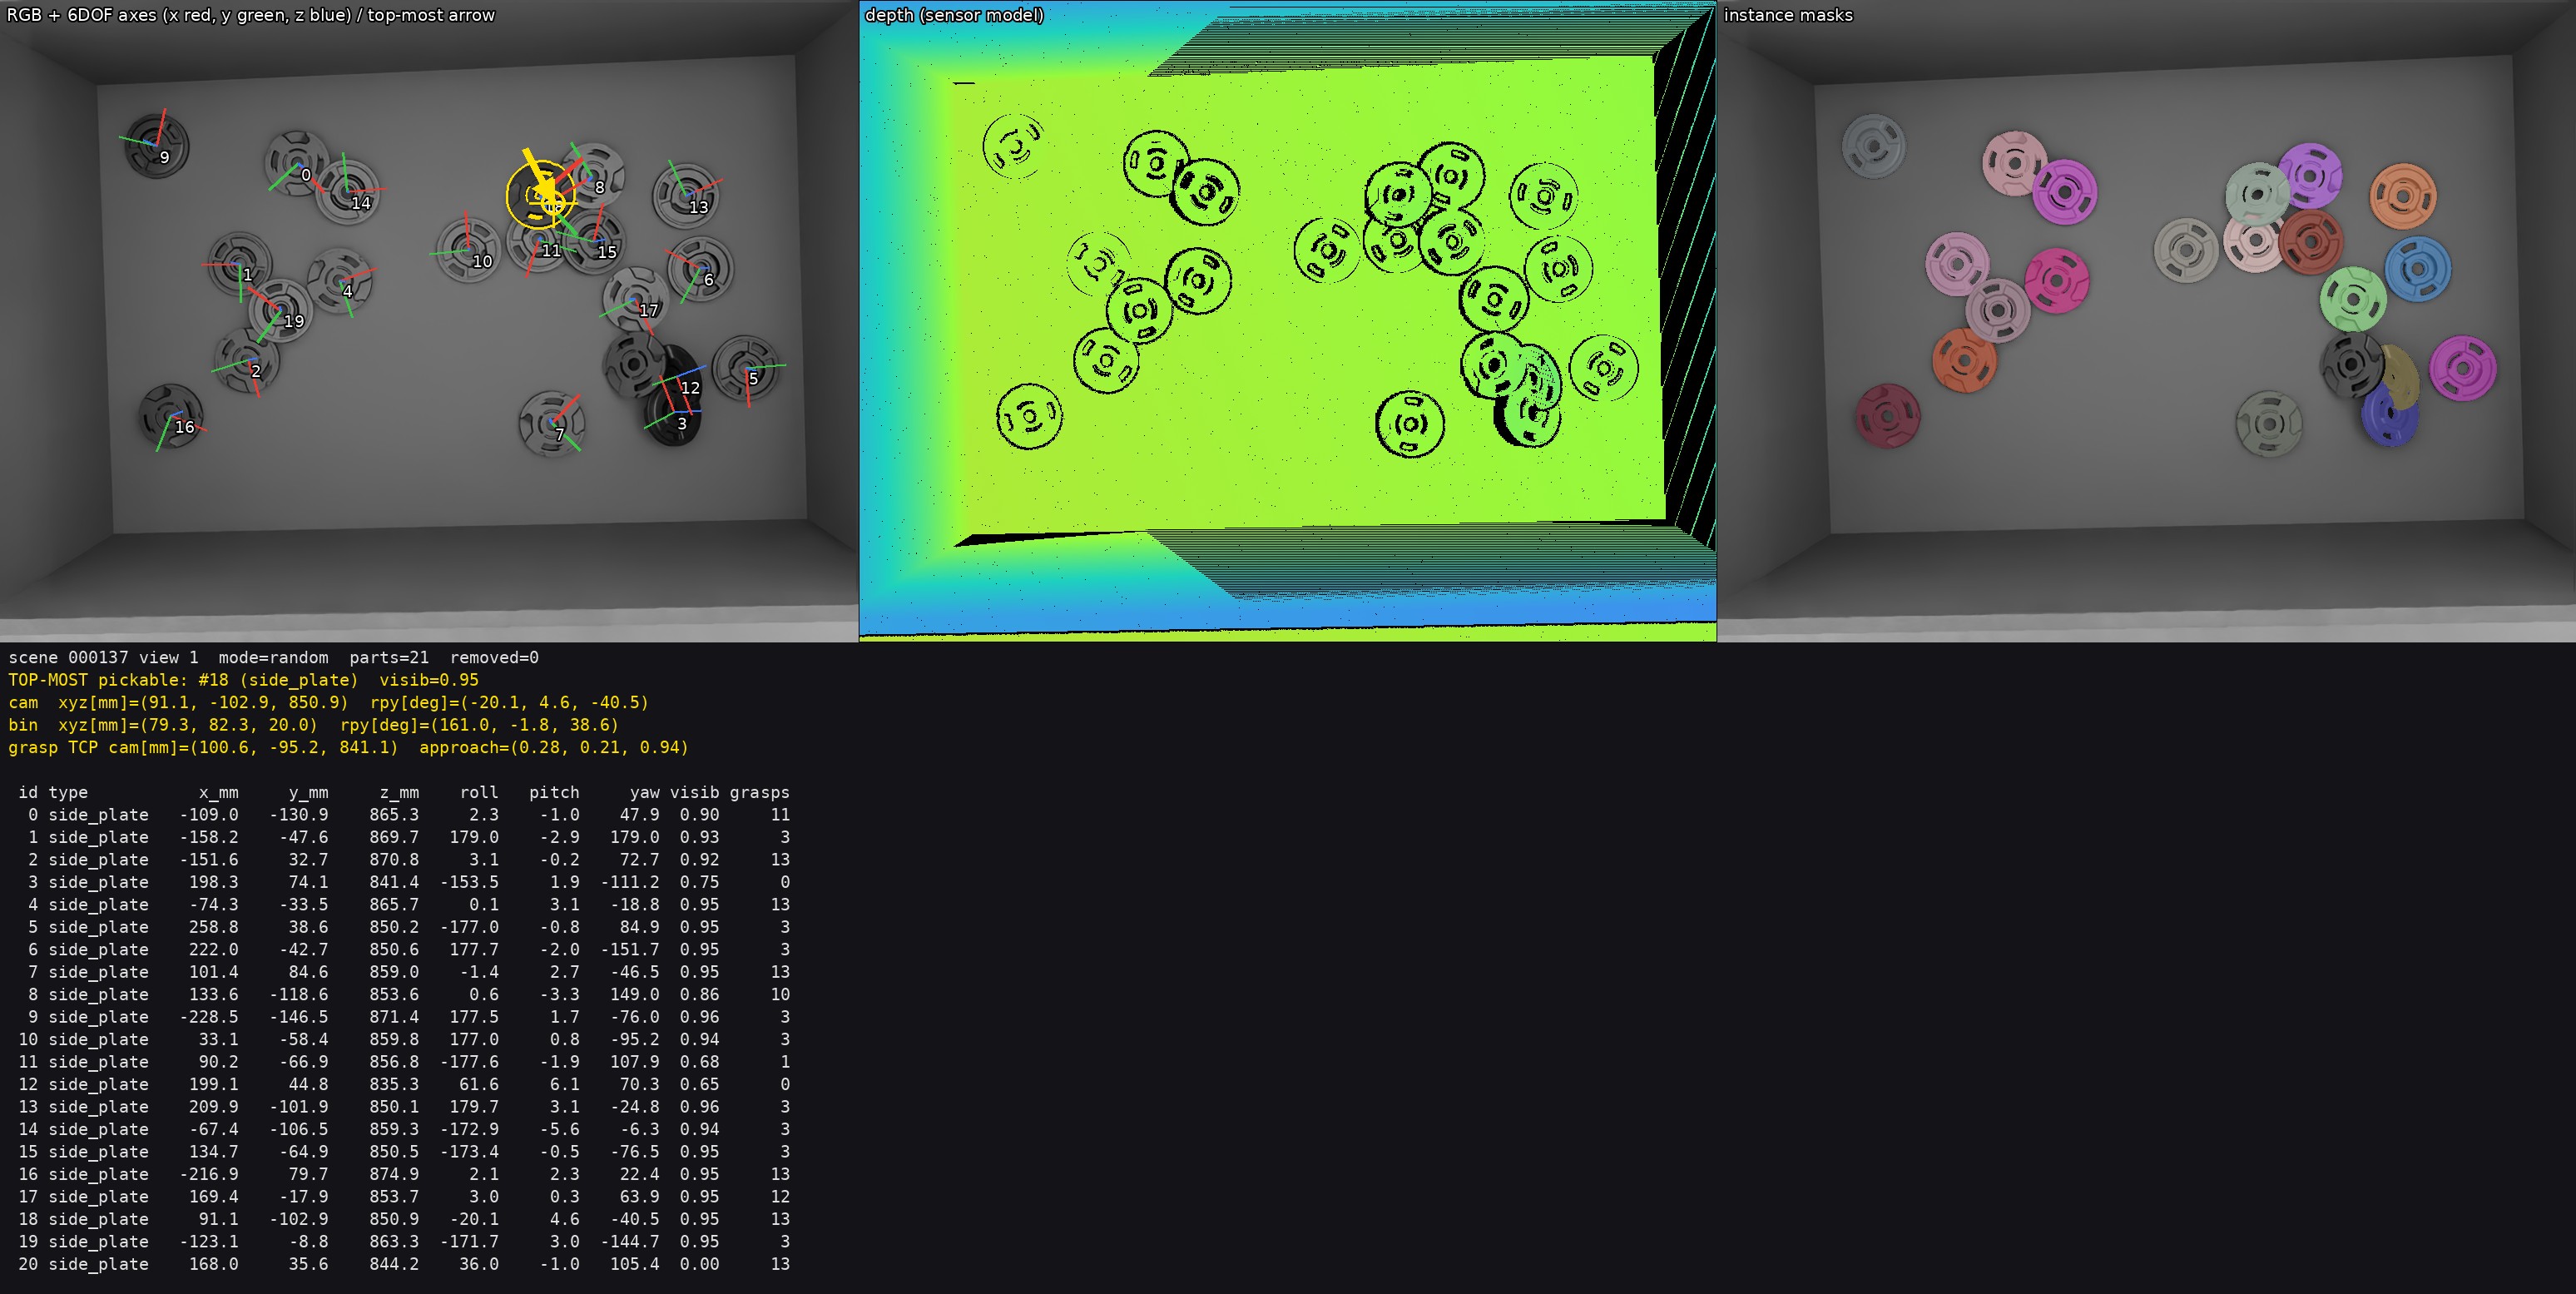 RGB + 6DOF axes (x red, y green, z blue) / top-most arrow
depth (sensor model)
instance masks
9
0
14
8
13
10
11
15
6
1
4
19
17
2
12
5
16
7
3
scene 000137 view 1  mode=random  parts=21  removed=0
TOP-MOST pickable: #18 (side_plate)  visib=0.95
cam  xyz[mm]=(91.1, -102.9, 850.9)  rpy[deg]=(-20.1, 4.6, -40.5)
bin  xyz[mm]=(79.3, 82.3, 20.0)  rpy[deg]=(161.0, -1.8, 38.6)
grasp TCP cam[mm]=(100.6, -95.2, 841.1)  approach=(0.28, 0.21, 0.94)
id type x_mm y_mm z_mm roll pitch yaw visib grasps
0 side_plate -109.0 -130.9 865.3 2.3 -1.0 47.9 0.90 11
1 side_plate -158.2 -47.6 869.7 179.0 -2.9 179.0 0.93 3
2 side_plate -151.6 32.7 870.8 3.1 -0.2 72.7 0.92 13
3 side_plate 198.3 74.1 841.4 -153.5 1.9 -111.2 0.75 0
4 side_plate -74.3 -33.5 865.7 0.1 3.1 -18.8 0.95 13
5 side_plate 258.8 38.6 850.2 -177.0 -0.8 84.9 0.95 3
6 side_plate 222.0 -42.7 850.6 177.7 -2.0 -151.7 0.95 3
7 side_plate 101.4 84.6 859.0 -1.4 2.7 -46.5 0.95 13
8 side_plate 133.6 -118.6 853.6 0.6 -3.3 149.0 0.86 10
9 side_plate -228.5 -146.5 871.4 177.5 1.7 -76.0 0.96 3
10 side_plate 33.1 -58.4 859.8 177.0 0.8 -95.2 0.94 3
11 side_plate 90.2 -66.9 856.8 -177.6 -1.9 107.9 0.68 1
12 side_plate 199.1 44.8 835.3 61.6 6.1 70.3 0.65 0
13 side_plate 209.9 -101.9 850.1 179.7 3.1 -24.8 0.96 3
14 side_plate -67.4 -106.5 859.3 -172.9 -5.6 -6.3 0.94 3
15 side_plate 134.7 -64.9 850.5 -173.4 -0.5 -76.5 0.95 3
16 side_plate -216.9 79.7 874.9 2.1 2.3 22.4 0.95 13
17 side_plate 169.4 -17.9 853.7 3.0 0.3 63.9 0.95 12
18 side_plate 91.1 -102.9 850.9 -20.1 4.6 -40.5 0.95 13
19 side_plate -123.1 -8.8 863.3 -171.7 3.0 -144.7 0.95 3
20 side_plate 168.0 35.6 844.2 36.0 -1.0 105.4 0.00 13